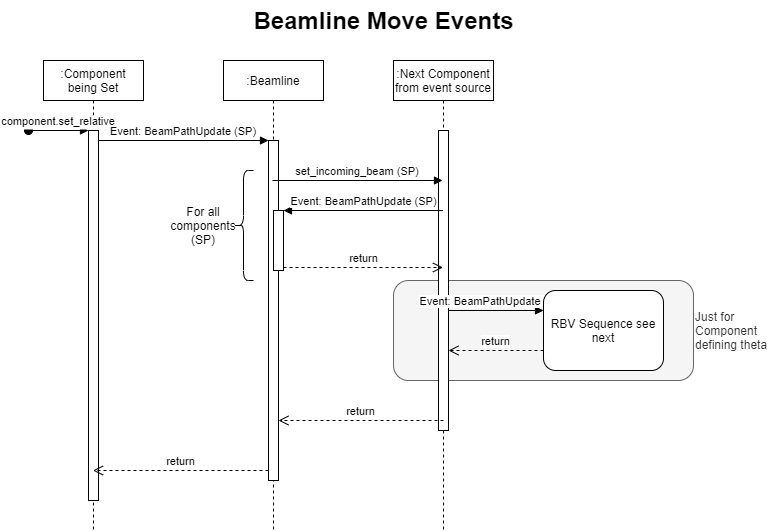 Beamline Move Events
:Component
being Set
:Beamline
:Next Component
from event source
component.set_relative
Event: BeamPathUpdate (SP)
set_incoming_beam (SP)
Event: BeamPathUpdate (SP)
For all
components
(SP)
return
Event: BeamPathUpdate
RBV Sequence see
next
Just for
Component
defining theta
return
return
return